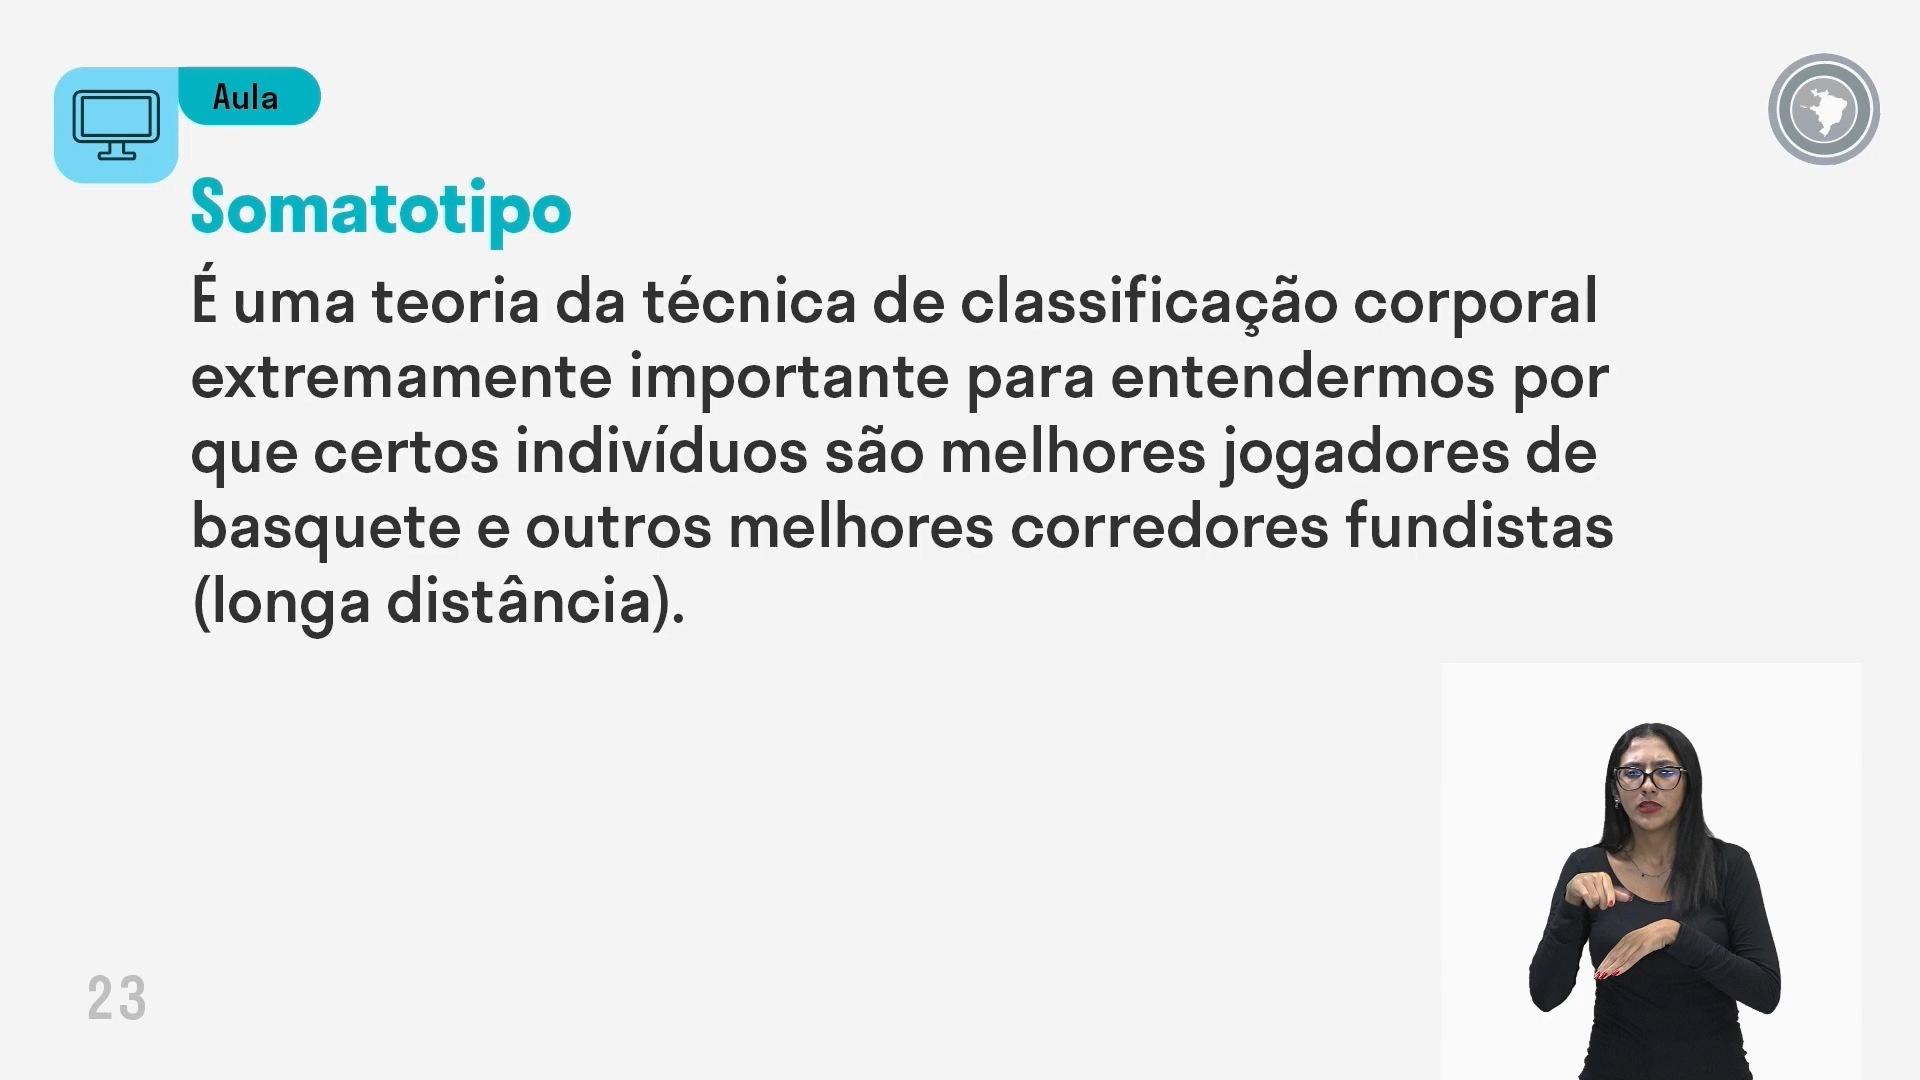 Aula
Somatotipo
É uma teoria da técnica de classificação corporal
extremamente importante para entendermos por
que certos indivíduos são melhores jogadores de
basquete e outros melhores corredores fundistas
(longa distância).
23